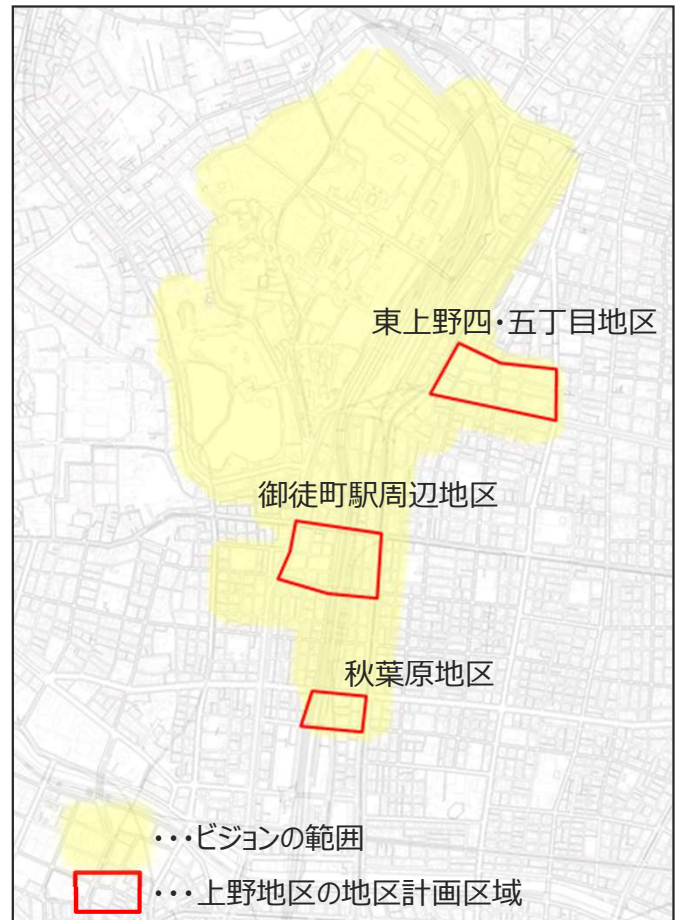 東上野四・五丁目地区
御徒町駅周辺地区
秋葉原地区
・・・ビジョンの範囲
・・・上野地区の地区計画区域